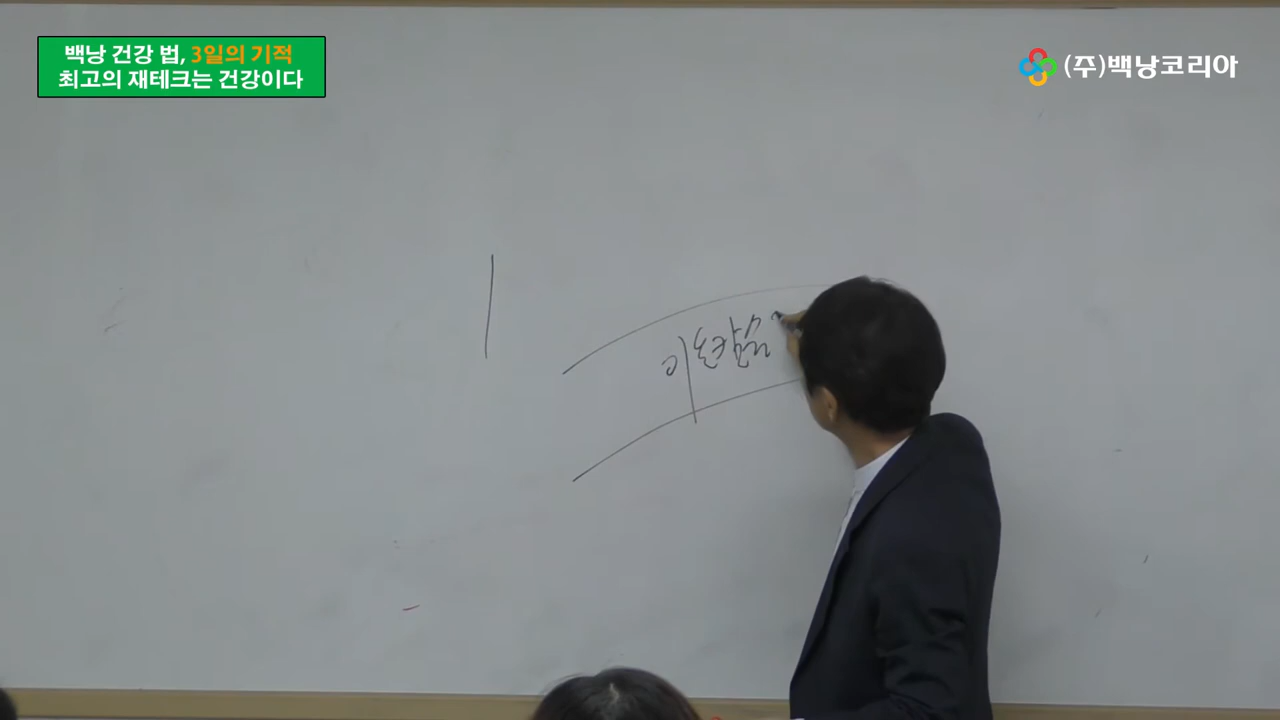 백낭 건강 법, 3일의 기적
최고의 재테크는 건강이다
(주)백낭코리아